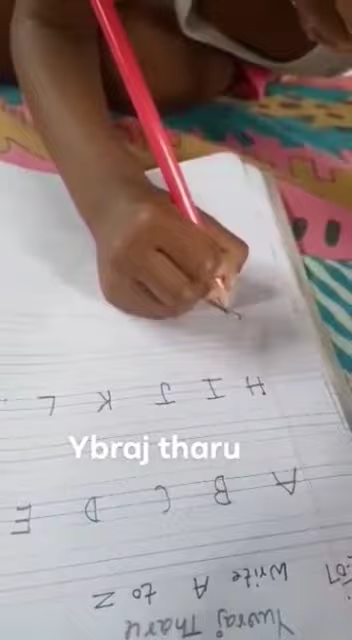 Yuvraj Tharu
Write A to Z
A B C D E
H I J K L
Ybraj tharu